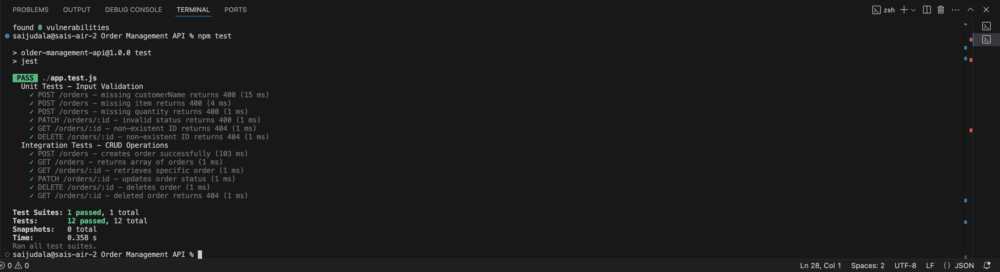 PROBLEMS OUTPUT DEBUG CONSOLE TERMINAL PORTS zsh
found 0 vulnerabilities
saijudala@sais-air-2 Order Management API % npm test
> older-management-api@1.0.0 test
> jest
PASS ./app.test.js
Unit Tests – Input Validation
✓ POST /orders – missing customerName returns 400 (15 ms)
✓ POST /orders – missing item returns 400 (4 ms)
✓ POST /orders – missing quantity returns 400 (1 ms)
✓ PATCH /orders/:id – invalid status returns 400 (1 ms)
✓ GET /orders/:id – non-existent ID returns 404 (1 ms)
✓ DELETE /orders/:id – non-existent ID returns 404 (1 ms)
Integration Tests – CRUD Operations
✓ POST /orders – creates order successfully (103 ms)
✓ GET /orders – returns array of orders (1 ms)
✓ GET /orders/:id – retrieves specific order (1 ms)
✓ PATCH /orders/:id – updates order status (1 ms)
✓ DELETE /orders/:id – deletes order (1 ms)
✓ GET /orders/:id – deleted order returns 404 (1 ms)
Test Suites: 1 passed, 1 total
Tests: 12 passed, 12 total
Snapshots: 0 total
Time: 0.358 s
Ran all test suites.
saijudala@sais-air-2 Order Management API %
0 0 Ln 28, Col 1 Spaces: 2 UTF-8 LF {} JSON